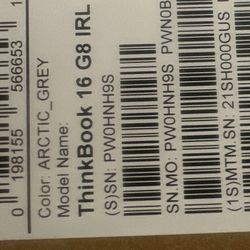 0 198155 566653
Color: ARCTIC_GREY
Model Name:
ThinkBook 16 G8 IRL
(S)SN: PW0HNH9S
SN.MO: PW0HNH9S PWN0B
(1S)MTM.SN: 21SH000GUS